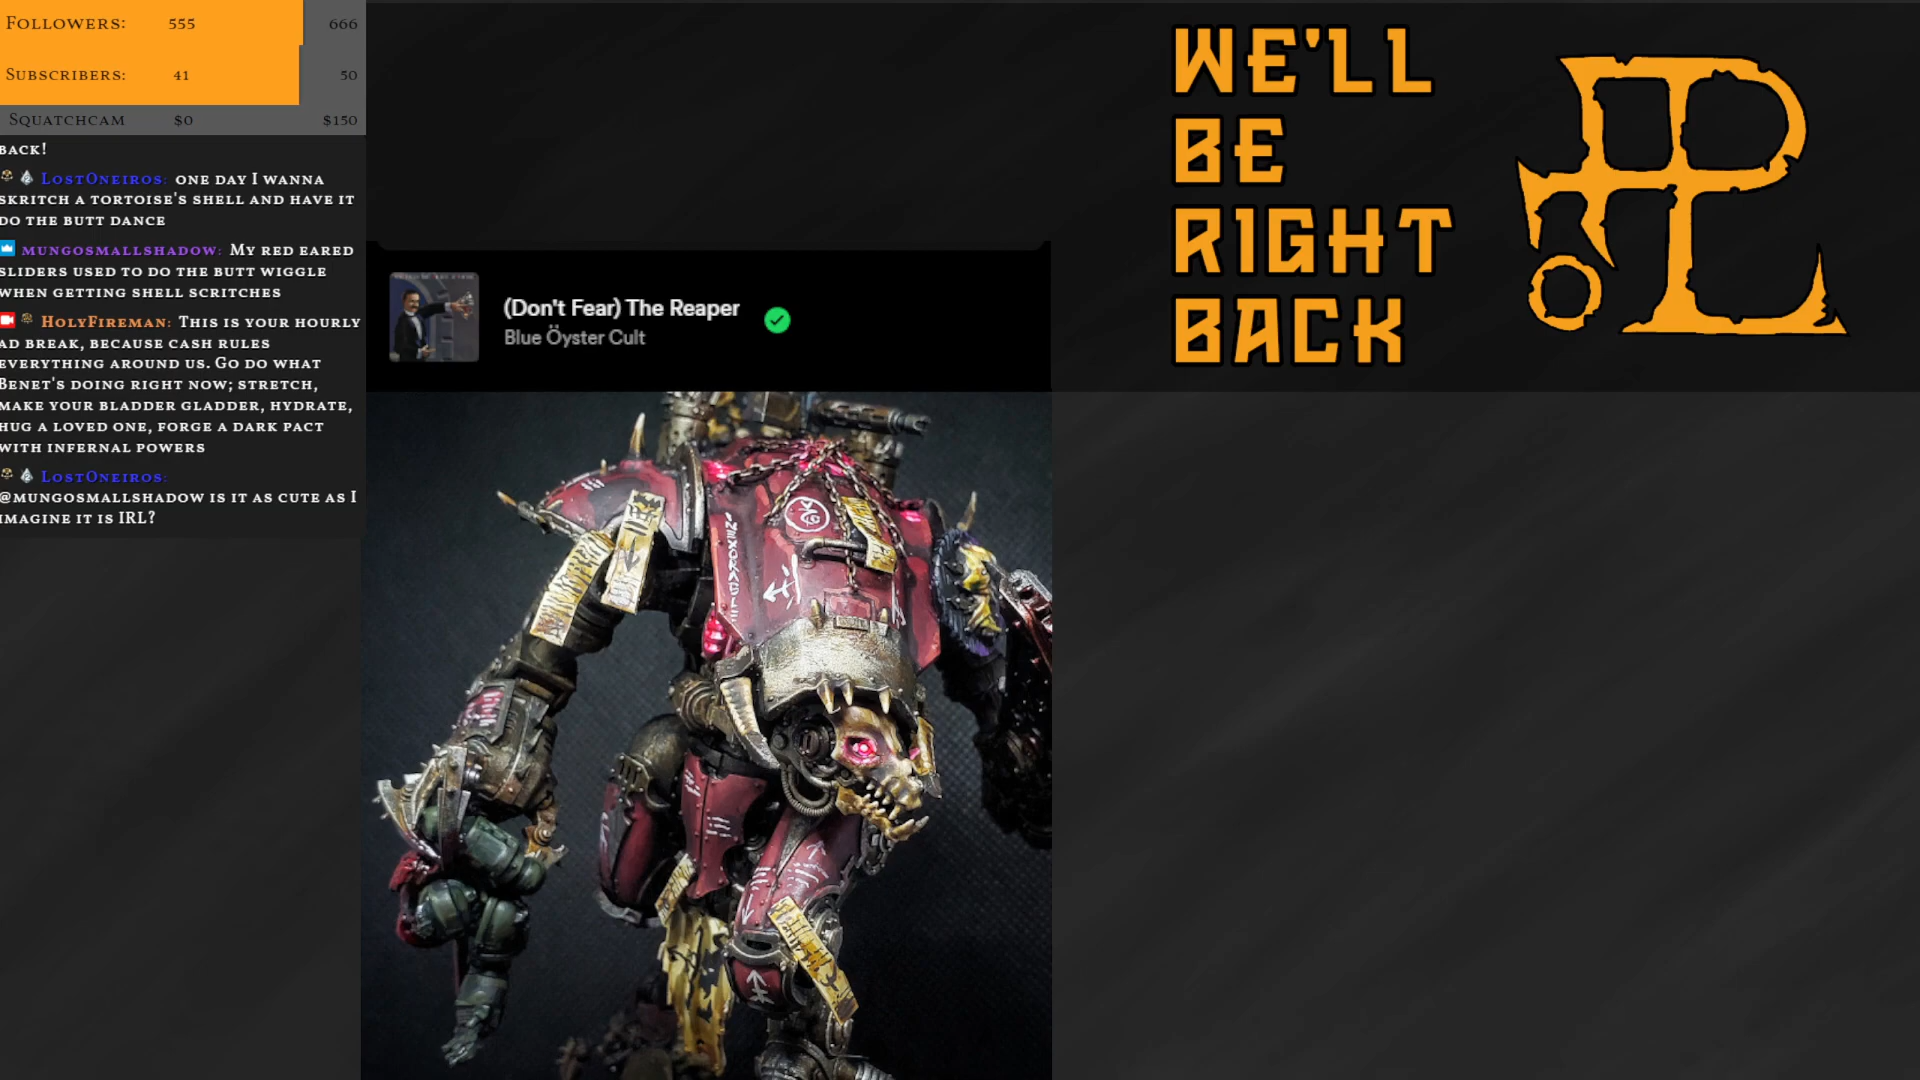 Followers: 555 666
Subscribers: 41 50
Squatchcam $0 $150
back!
LostOneiros: one day I wanna
skritch a tortoise's shell and have it
do the butt dance
mungosmallshadow: My red eared
sliders used to do the butt wiggle
when getting shell scritches
HolyFireman: This is your hourly
ad break, because cash rules
everything around us. Go do what
Benet's doing right now; stretch,
make your bladder gladder, hydrate,
hug a loved one, forge a dark pact
with infernal powers
LostOneiros:
@mungosmallshadow is it as cute as I
imagine it is IRL?
(Don't Fear) The Reaper
Blue Öyster Cult
WE'LL
BE
RIGHT
BACK
INEXORABLE